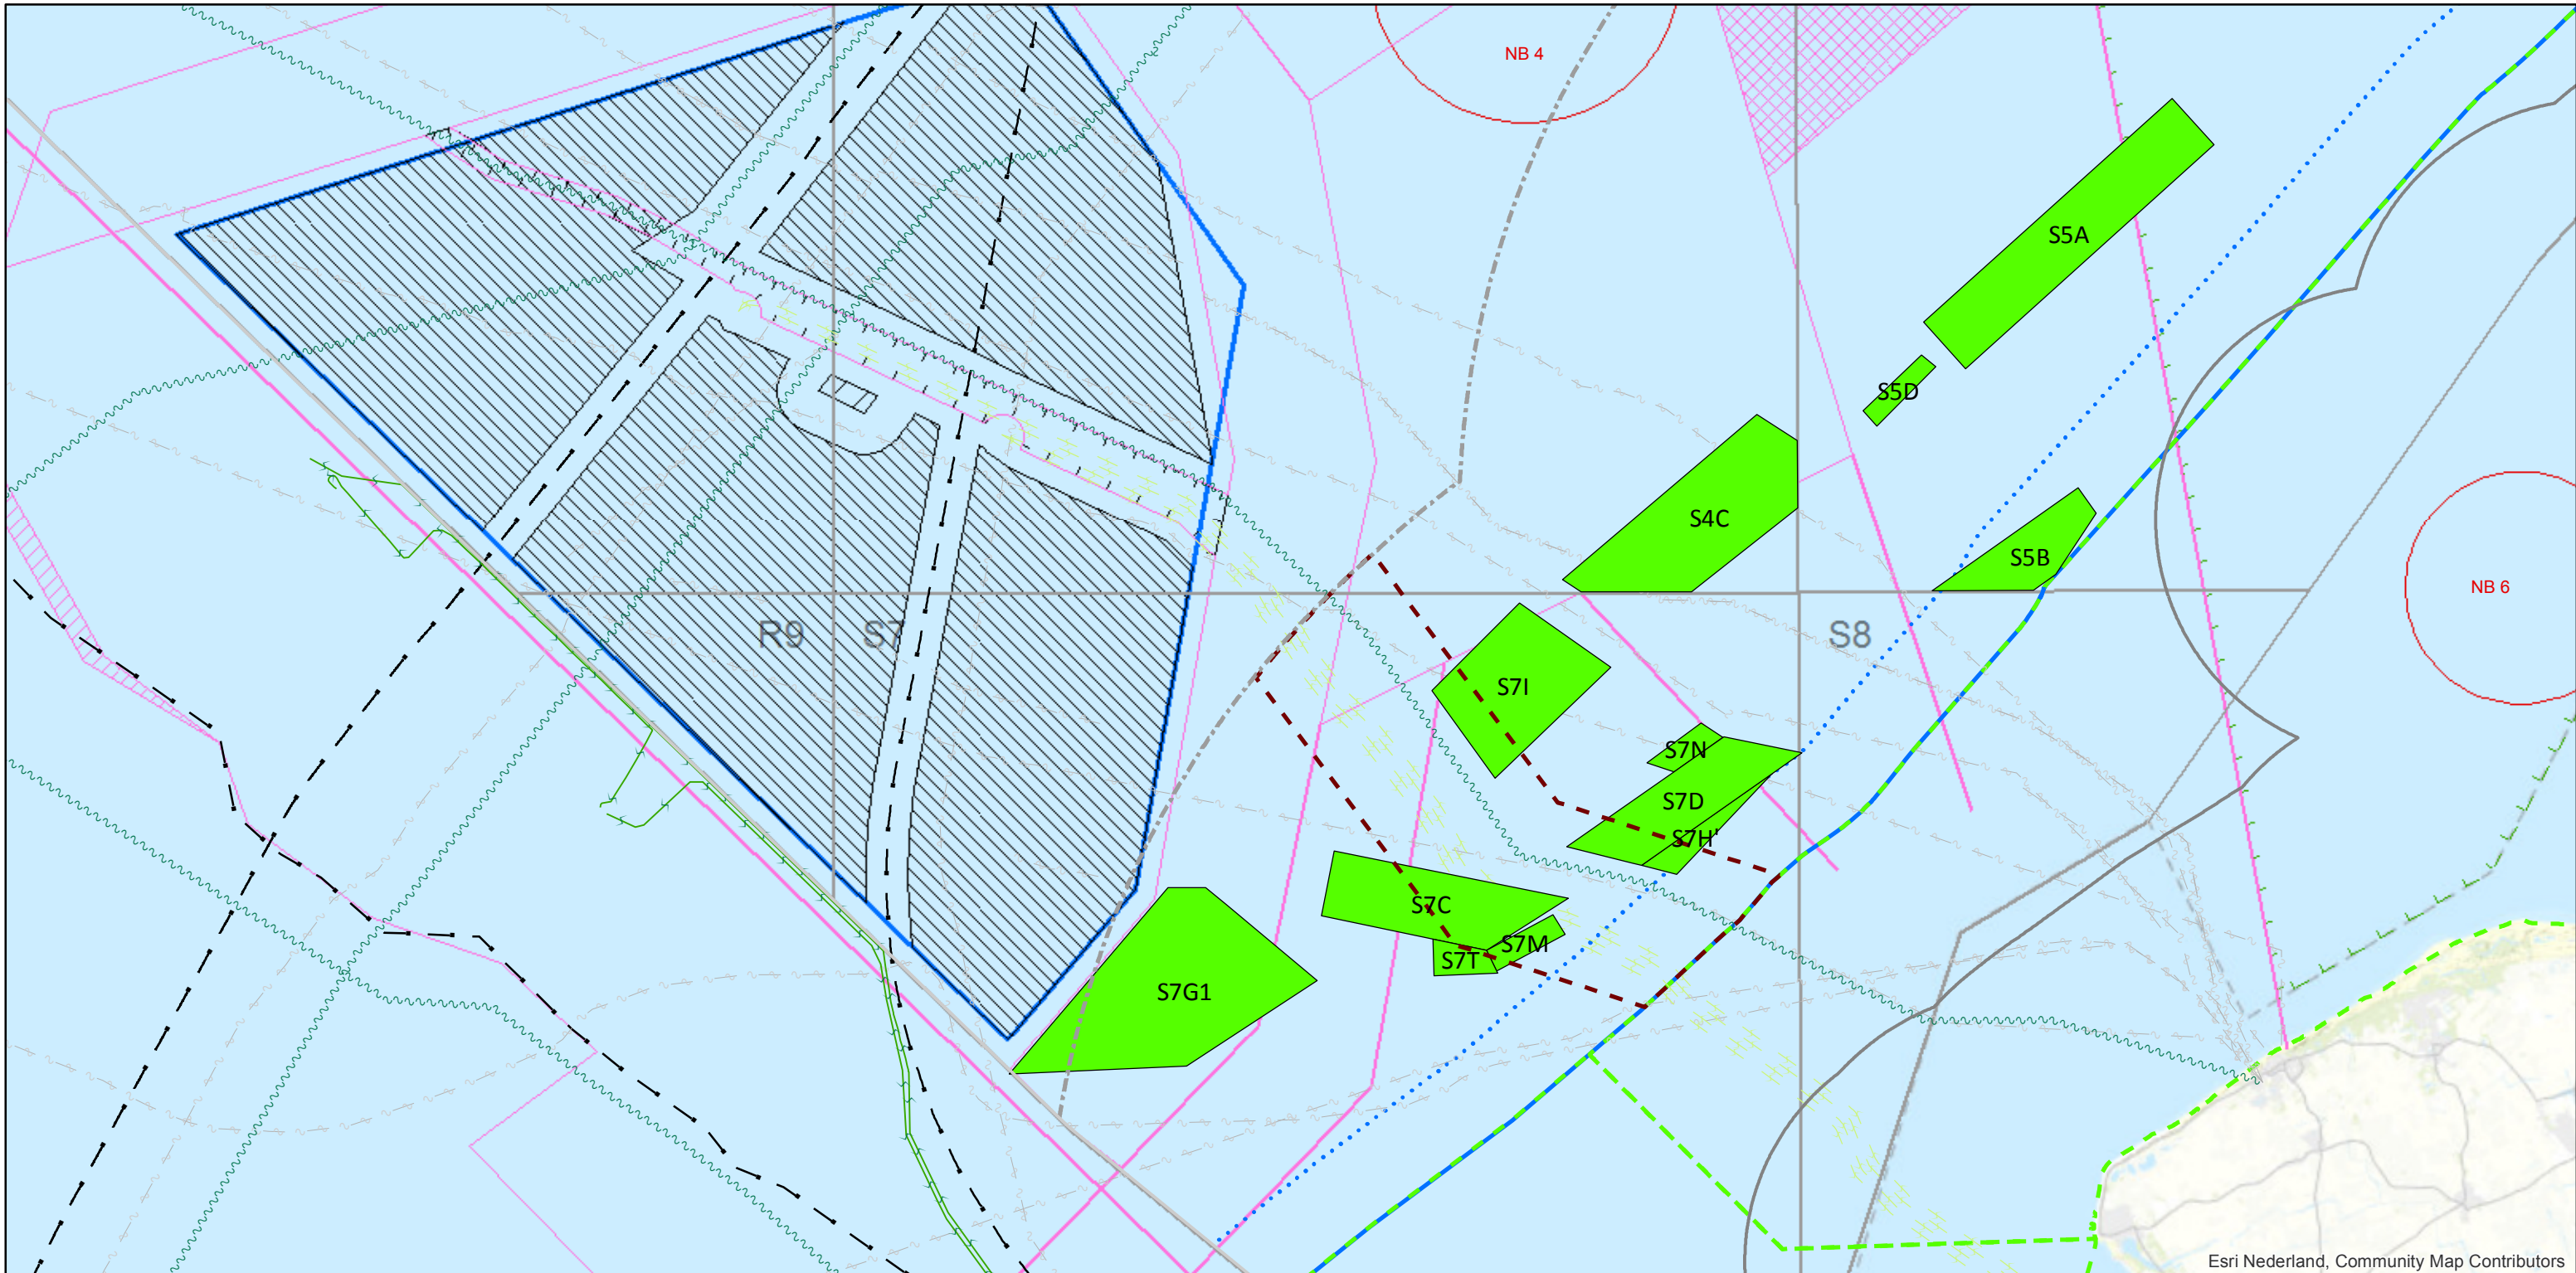 NB 4
S5A
S5D
S4C
S5B
NB 6
R9
S7
S8
S7I
S7N
S7D
S7H'
S7C
S7M
S7T
S7G1
Esri Nederland, Community Map Contributors